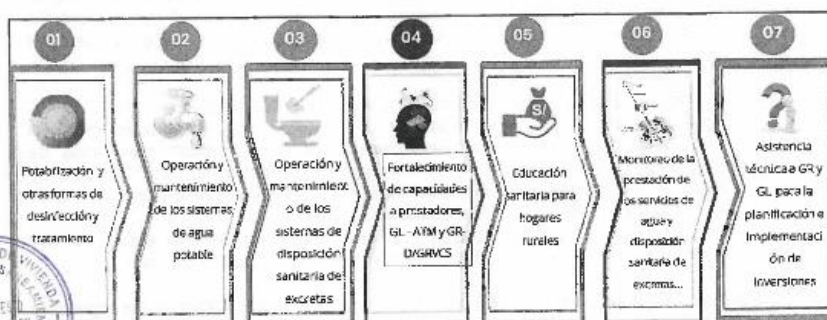 01
Potabilización y
otras formas de
desinfección y
tratamiento
02
Operación y
mantenimiento
de los sistemas
de agua
potable
03
Operación y
mantenimient
o de los
sistemas de
disposición
sanitaria de
excretas
04
Fortalecimiento
de capacidades
a prestadores,
GL - ATM y GR-
D/GRVCS
05
S/
Educación
sanitaria para
hogares
rurales
06
Monitoreo de la
prestación de
los servicios de
agua y
disposición
sanitaria de
excretas...
07
Asistencia
técnica a GR y
GL para la
planificación e
implementaci
ón de
inversiones
VIVIENDA